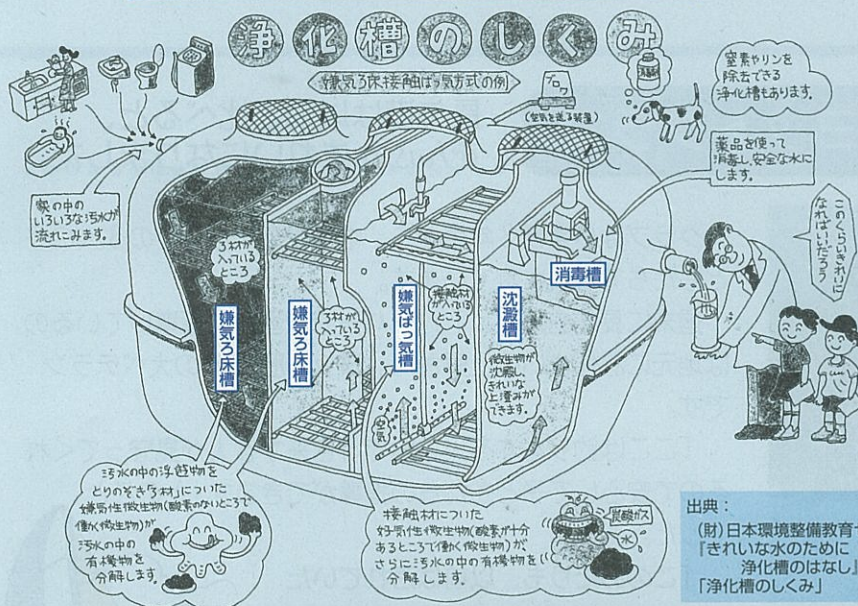 浄化槽のしくみ
嫌気ろ床接触ばっ気方式の例
ブロワ
(空気を送る装置)
窒素やリンを
除去できる
浄化槽もあります。
薬品を使って
消毒し、安全な水に
します。
家の中の
いろいろな汚水が
流れこみます。
このくらいきれいに
なればいいだろう
ろ材が
入っている
ところ
嫌気ろ床槽
ろ材が
入っている
ところ
嫌気ろ床槽
嫌気ばっ気槽
接触材
が入っている
ところ
空気
沈澱槽
微生物が
沈殿し、
きれいな
上澄みが
できます。
消毒槽
汚水の中の浮遊物を
とりのぞき「ろ材」についた
嫌気性微生物(酸素のないところで
働く微生物)が
汚水の中の
有機物を
分解します。
接触材についた
好気性微生物(酸素が十分
あるところで働く微生物)が
さらに汚水の中の有機物を
分解します。
炭酸ガス
水
出典:
(財)日本環境整備教育
『きれいな水のために
浄化槽のはなし』
「浄化槽のしくみ」